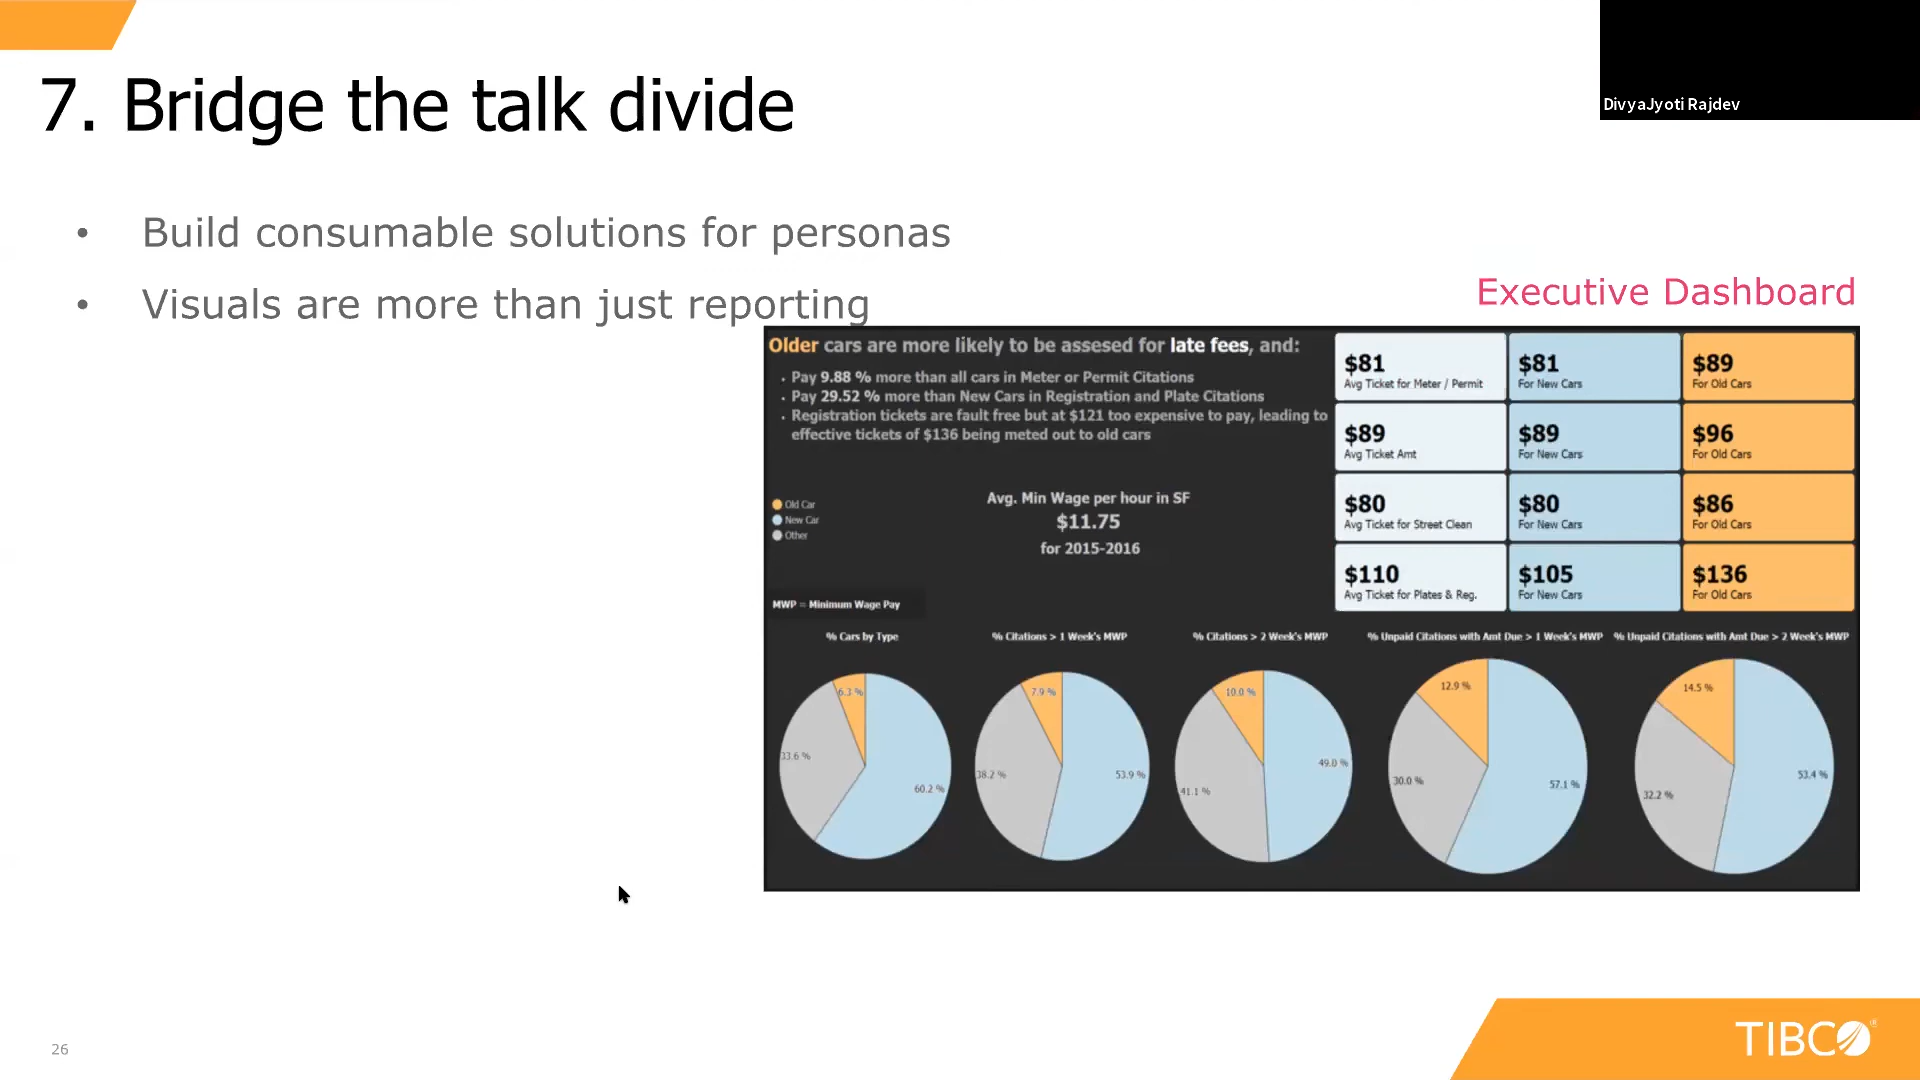 DivyaJyoti Rajdev
7. Bridge the talk divide
• Build consumable solutions for personas
• Visuals are more than just reporting
Executive Dashboard
Older cars are more likely to be assesed for late fees, and:
• Pay 9.88 % more than all cars in Meter or Permit Citations
• Pay 29.52 % more than New Cars in Registration and Plate Citations
• Registration tickets are fault free but at $121 too expensive to pay, leading to
effective tickets of $136 being meted out to old cars
Old Car
New Car
Other
Avg. Min Wage per hour in SF
$11.75
for 2015-2016
MWP = Minimum Wage Pay
$81
Avg Ticket for Meter / Permit
$81
For New Cars
$89
For Old Cars
$89
Avg Ticket Amt
$89
For New Cars
$96
For Old Cars
$80
Avg Ticket for Street Clean
$80
For New Cars
$86
For Old Cars
$110
Avg Ticket for Plates & Reg.
$105
For New Cars
$136
For Old Cars
% Cars by Type
6.3 %
33.6 %
60.2 %
% Citations > 1 Week's MWP
7.9 %
38.2 %
53.9 %
% Citations > 2 Week's MWP
10.0 %
41.1 %
49.0 %
% Unpaid Citations with Amt Due > 1 Week's MWP
12.9 %
30.0 %
57.1 %
% Unpaid Citations with Amt Due > 2 Week's MWP
14.5 %
32.2 %
53.4 %
26
TIBCO®